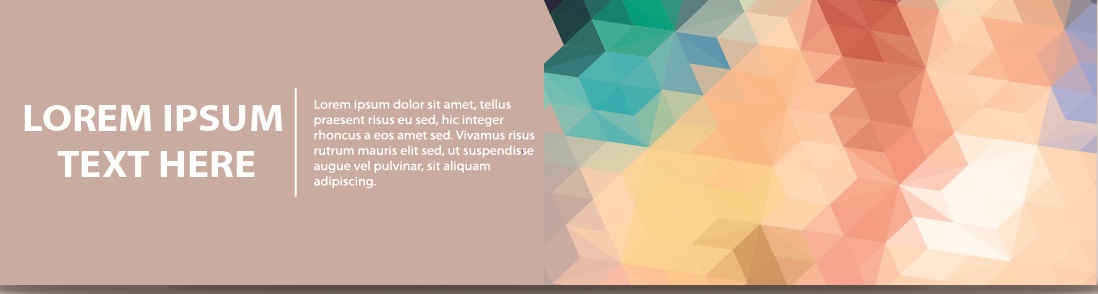 LOREM IPSUM
TEXT HERE
Lorem ipsum dolor sit amet, tellus
praesent risus eu sed, hic integer
rhoncus a eos amet sed. Vivamus risus
rutrum mauris elit sed, ut suspendisse
augue vel pulvinar, sit aliquam
adipiscing.